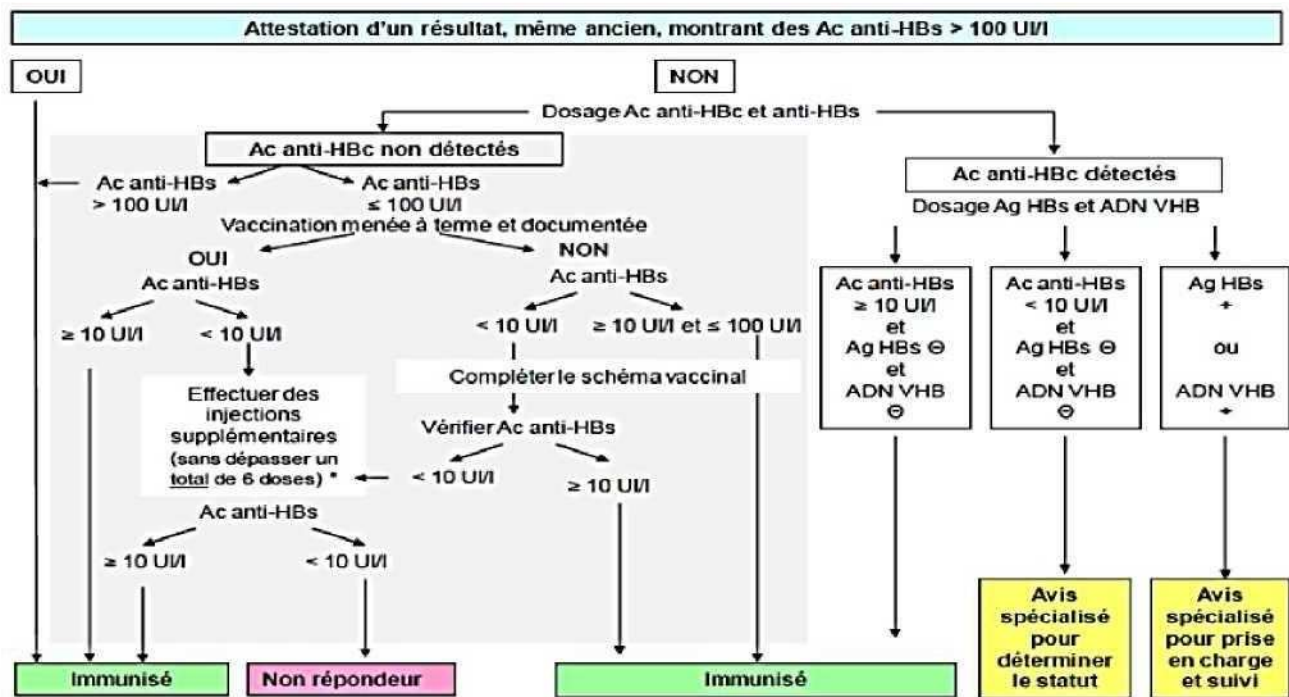 Attestation d'un résultat, même ancien, montrant des Ac anti-HBs > 100 UI/l
OUI
NON
Dosage Ac anti-HBc et anti-HBs
Ac anti-HBc non détectés
Ac anti-HBs
> 100 UI/l
Ac anti-HBs
≤ 100 UI/l
Vaccination menée à terme et documentée
OUI
Ac anti-HBs
≥ 10 UI/l
< 10 UI/l
Effectuer des
injections
supplémentaires
(sans dépasser un
total de 6 doses) *
Ac anti-HBs
≥ 10 UI/l
< 10 UI/l
NON
Ac anti-HBs
< 10 UI/l
≥ 10 UI/l et ≤ 100 UI/l
Compléter le schéma vaccinal
Vérifier Ac anti-HBs
< 10 UI/l
≥ 10 UI/l
Ac anti-HBc détectés
Dosage Ag HBs et ADN VHB
Ac anti-HBs
≥ 10 UI/l
et
Ag HBs ⊖
et
ADN VHB
⊖
Ac anti-HBs
< 10 UI/l
et
Ag HBs ⊖
et
ADN VHB
⊖
Ag HBs
+
ou
ADN VHB
+
Immunisé
Non répondeur
Immunisé
Avis
spécialisé
pour
déterminer
le statut
Avis
spécialisé
pour prise
en charge
et suivi